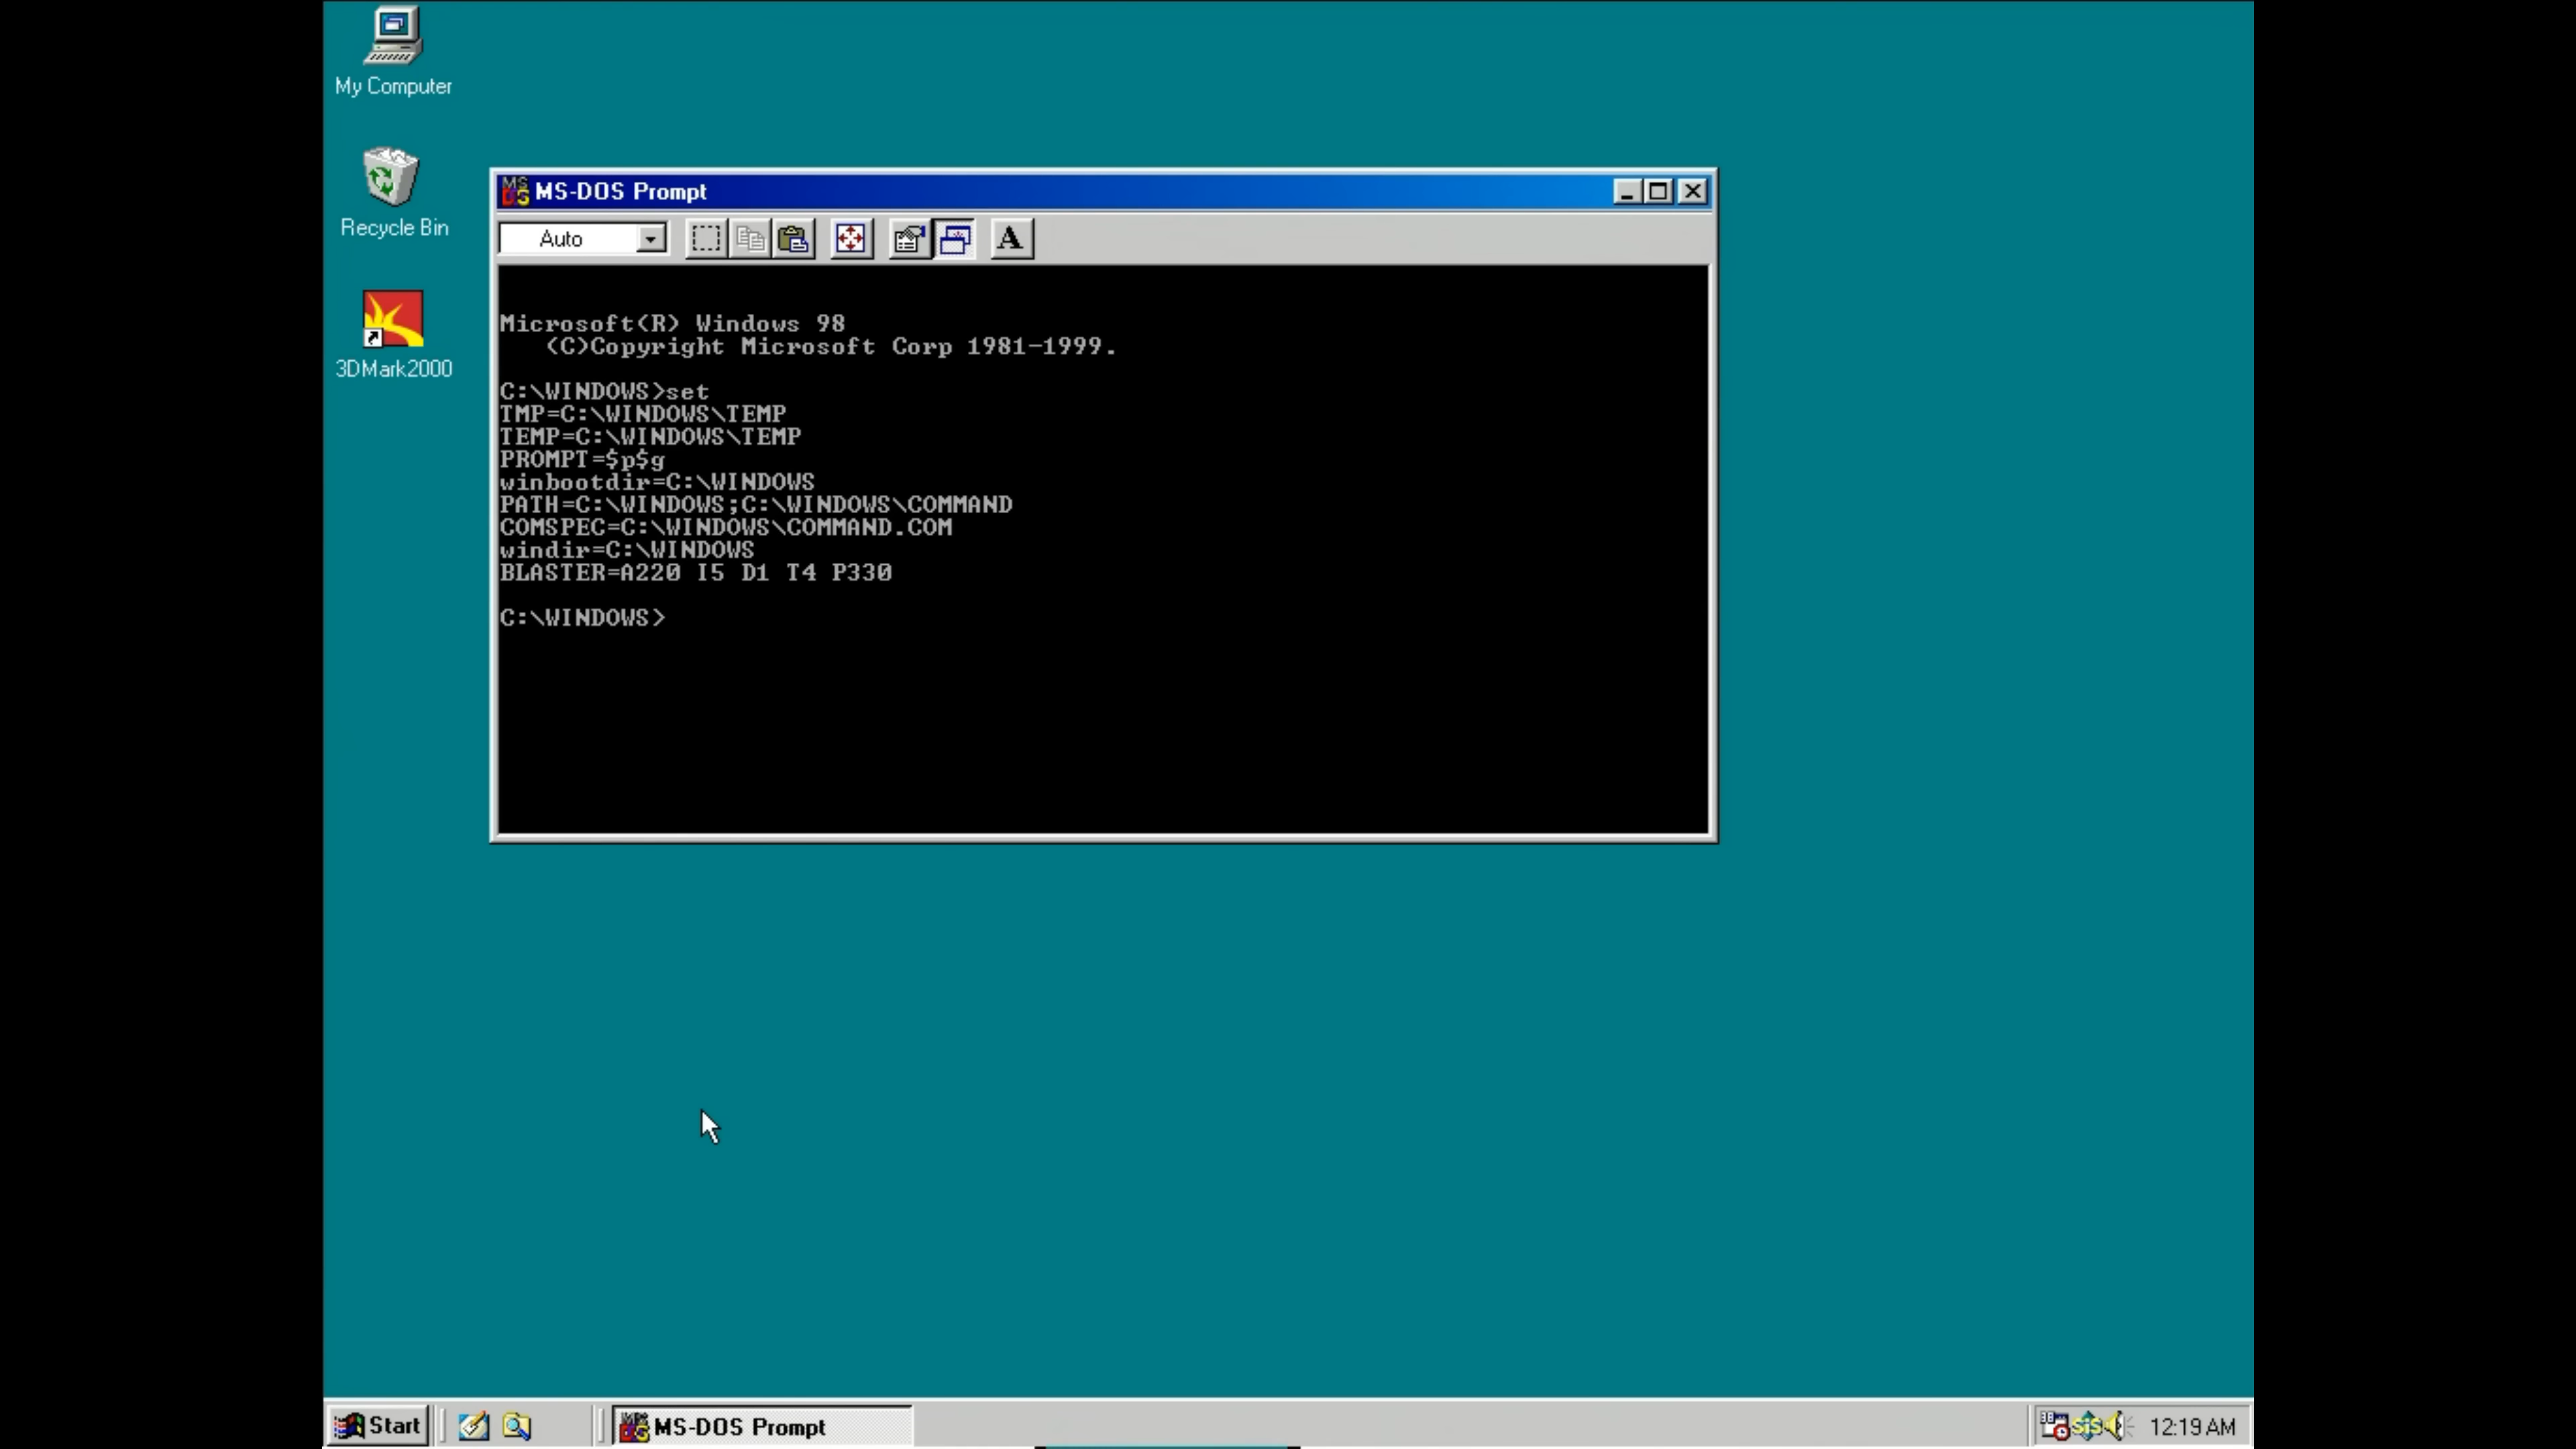 My Computer
Recycle Bin
3DMark2000
MS-DOS Prompt
Auto
A
Microsoft(R) Windows 98
(C)Copyright Microsoft Corp 1981-1999.
C:\WINDOWS>set
TMP=C:\WINDOWS\TEMP
TEMP=C:\WINDOWS\TEMP
PROMPT=$p$g
winbootdir=C:\WINDOWS
PATH=C:\WINDOWS;C:\WINDOWS\COMMAND
COMSPEC=C:\WINDOWS\COMMAND.COM
windir=C:\WINDOWS
BLASTER=A220 I5 D1 T4 P330
C:\WINDOWS>
Start
MS-DOS Prompt
SiS
12:19 AM